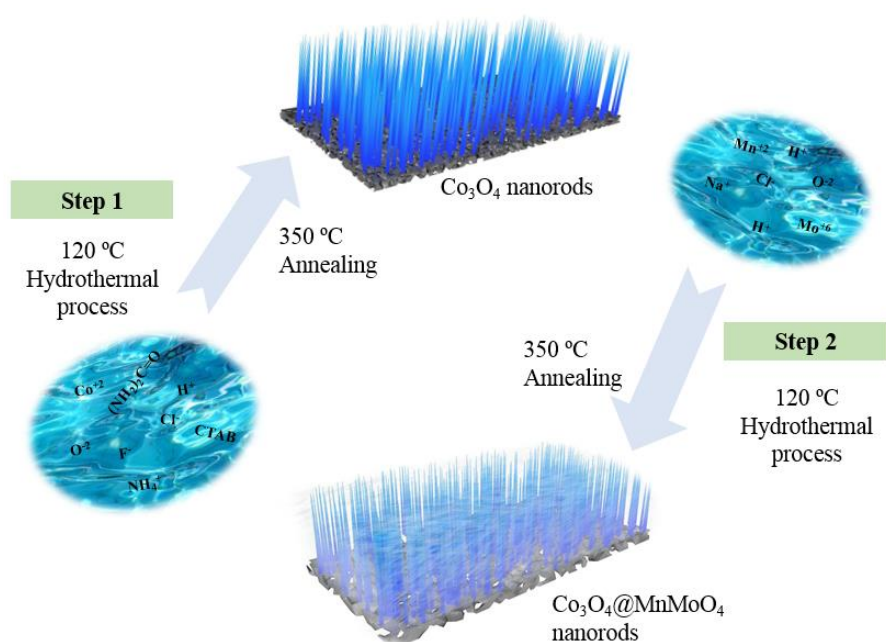 Step 1
120 ºC
Hydrothermal
process
Co⁺²
(NH₂)₂C=O
H⁺
Cl⁻
CTAB
O⁻²
F⁻
NH₄⁺
350 ºC
Annealing
Co₃O₄ nanorods
Mn⁺²
H⁺
Na⁺
Cl⁻
O⁻²
H⁺
Mo⁺⁶
Step 2
120 ºC
Hydrothermal
process
350 ºC
Annealing
Co₃O₄@MnMoO₄
nanorods